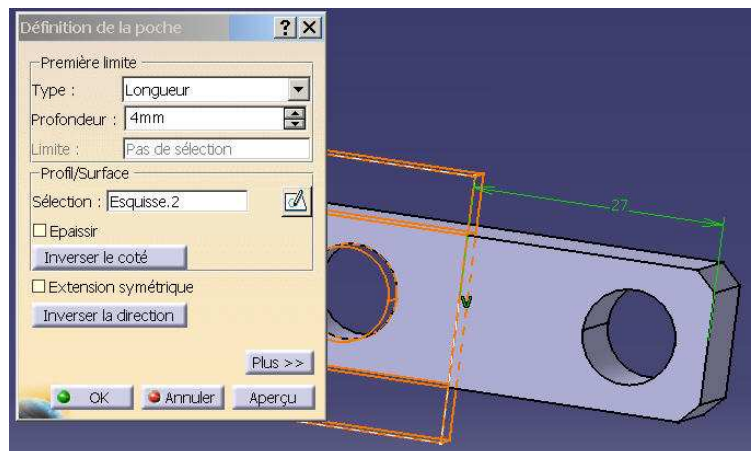 Définition de la poche
? X
Première limite
Type : Longueur
Profondeur : 4mm
Limite : Pas de sélection
Profil/Surface
Sélection : Esquisse.2
Epaissir
Inverser le coté
Extension symétrique
Inverser la direction
Plus >>
OK Annuler Aperçu
27
V